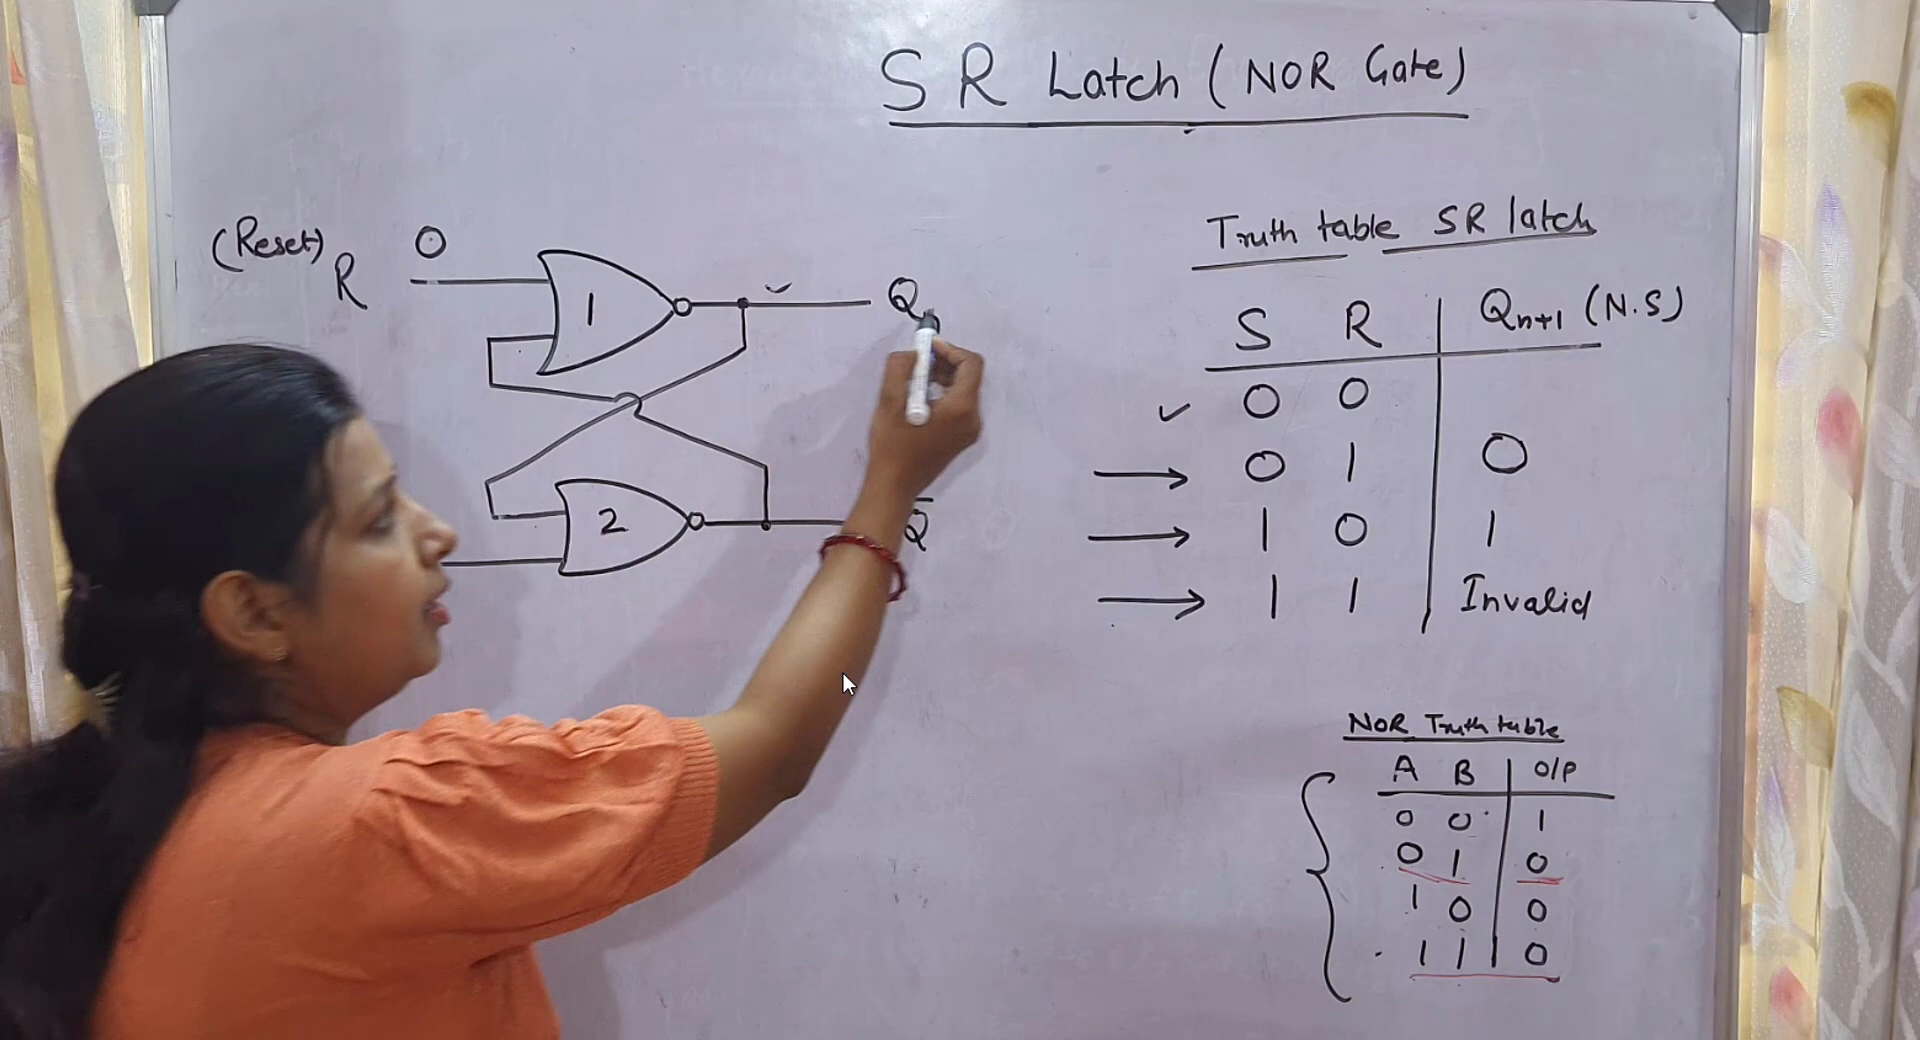 SR Latch (NOR Gate)
(Reset) R 0
1
Q
2
Q̅
Truth table SR latch
S R Qn+1 (N.S)
✓ 0 0
→ 0 1 0
→ 1 0 1
→ 1 1 Invalid
NOR Truth table
A B O/P
0 0 1
0 1 0
1 0 0
1 1 0